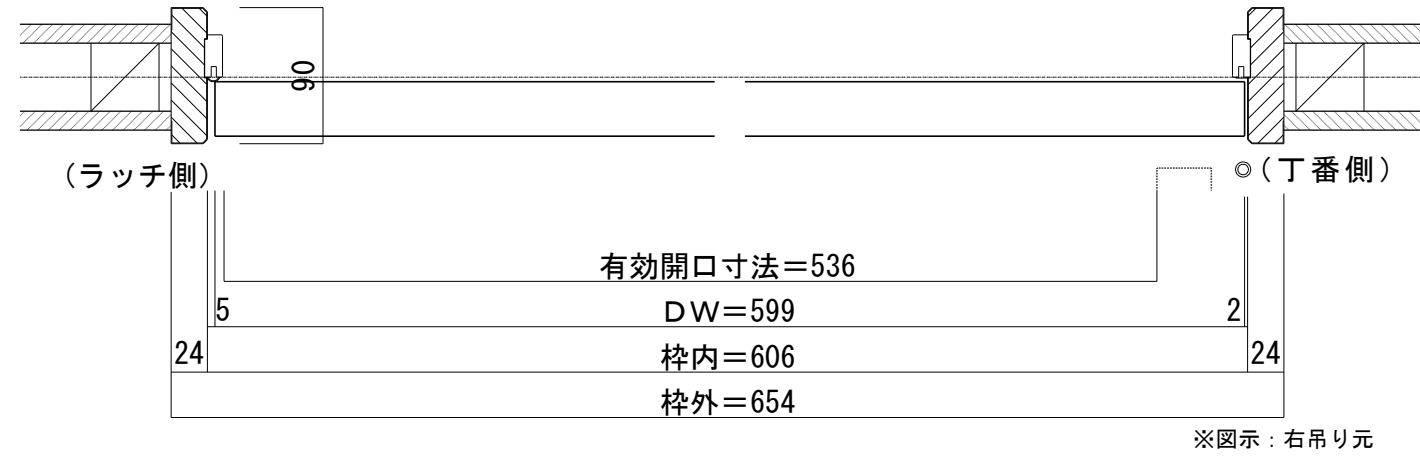 90
(ラッチ側)
◎(丁番側)
有効開口寸法=536
5
DW=599
2
24
枠内=606
24
枠外=654
※図示:右吊り元